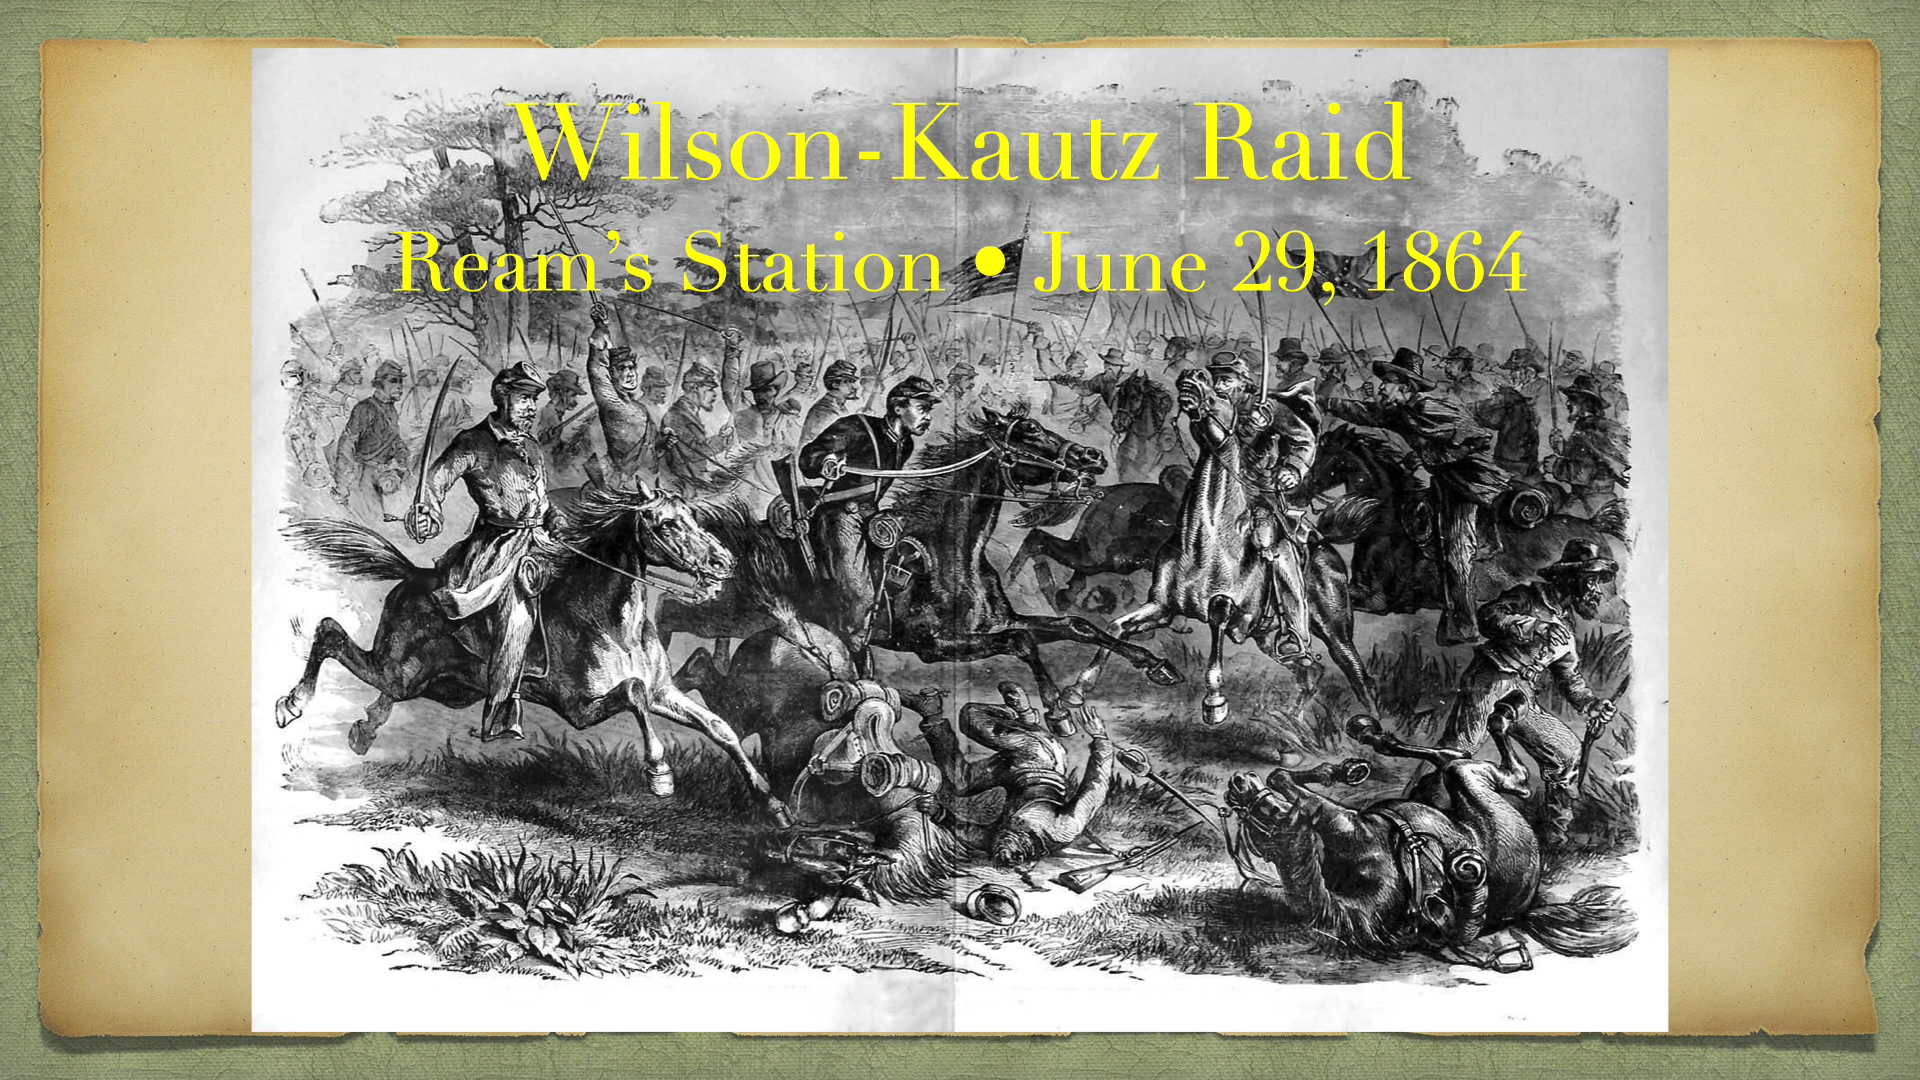 Wilson-Kautz Raid
Ream’s Station • June 29, 1864